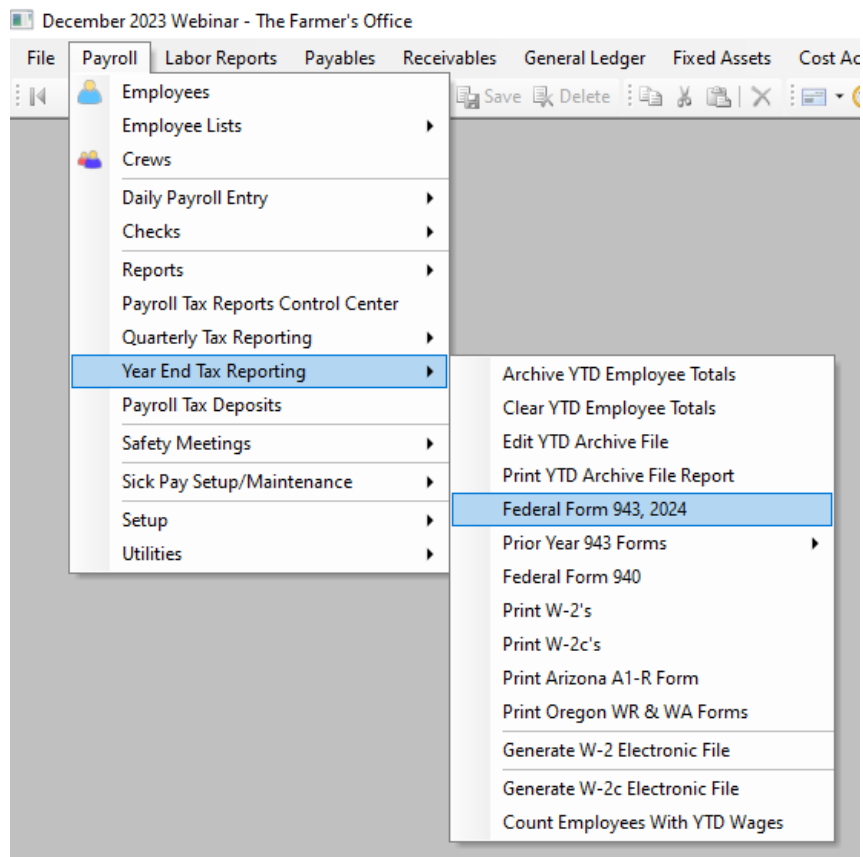 December 2023 Webinar - The Farmer's Office
File Payroll Labor Reports Payables Receivables General Ledger Fixed Assets Cost Ac
Save Delete
Employees
Employee Lists
Crews
Daily Payroll Entry
Checks
Reports
Payroll Tax Reports Control Center
Quarterly Tax Reporting
Year End Tax Reporting
Payroll Tax Deposits
Safety Meetings
Sick Pay Setup/Maintenance
Setup
Utilities
Archive YTD Employee Totals
Clear YTD Employee Totals
Edit YTD Archive File
Print YTD Archive File Report
Federal Form 943, 2024
Prior Year 943 Forms
Federal Form 940
Print W-2's
Print W-2c's
Print Arizona A1-R Form
Print Oregon WR & WA Forms
Generate W-2 Electronic File
Generate W-2c Electronic File
Count Employees With YTD Wages